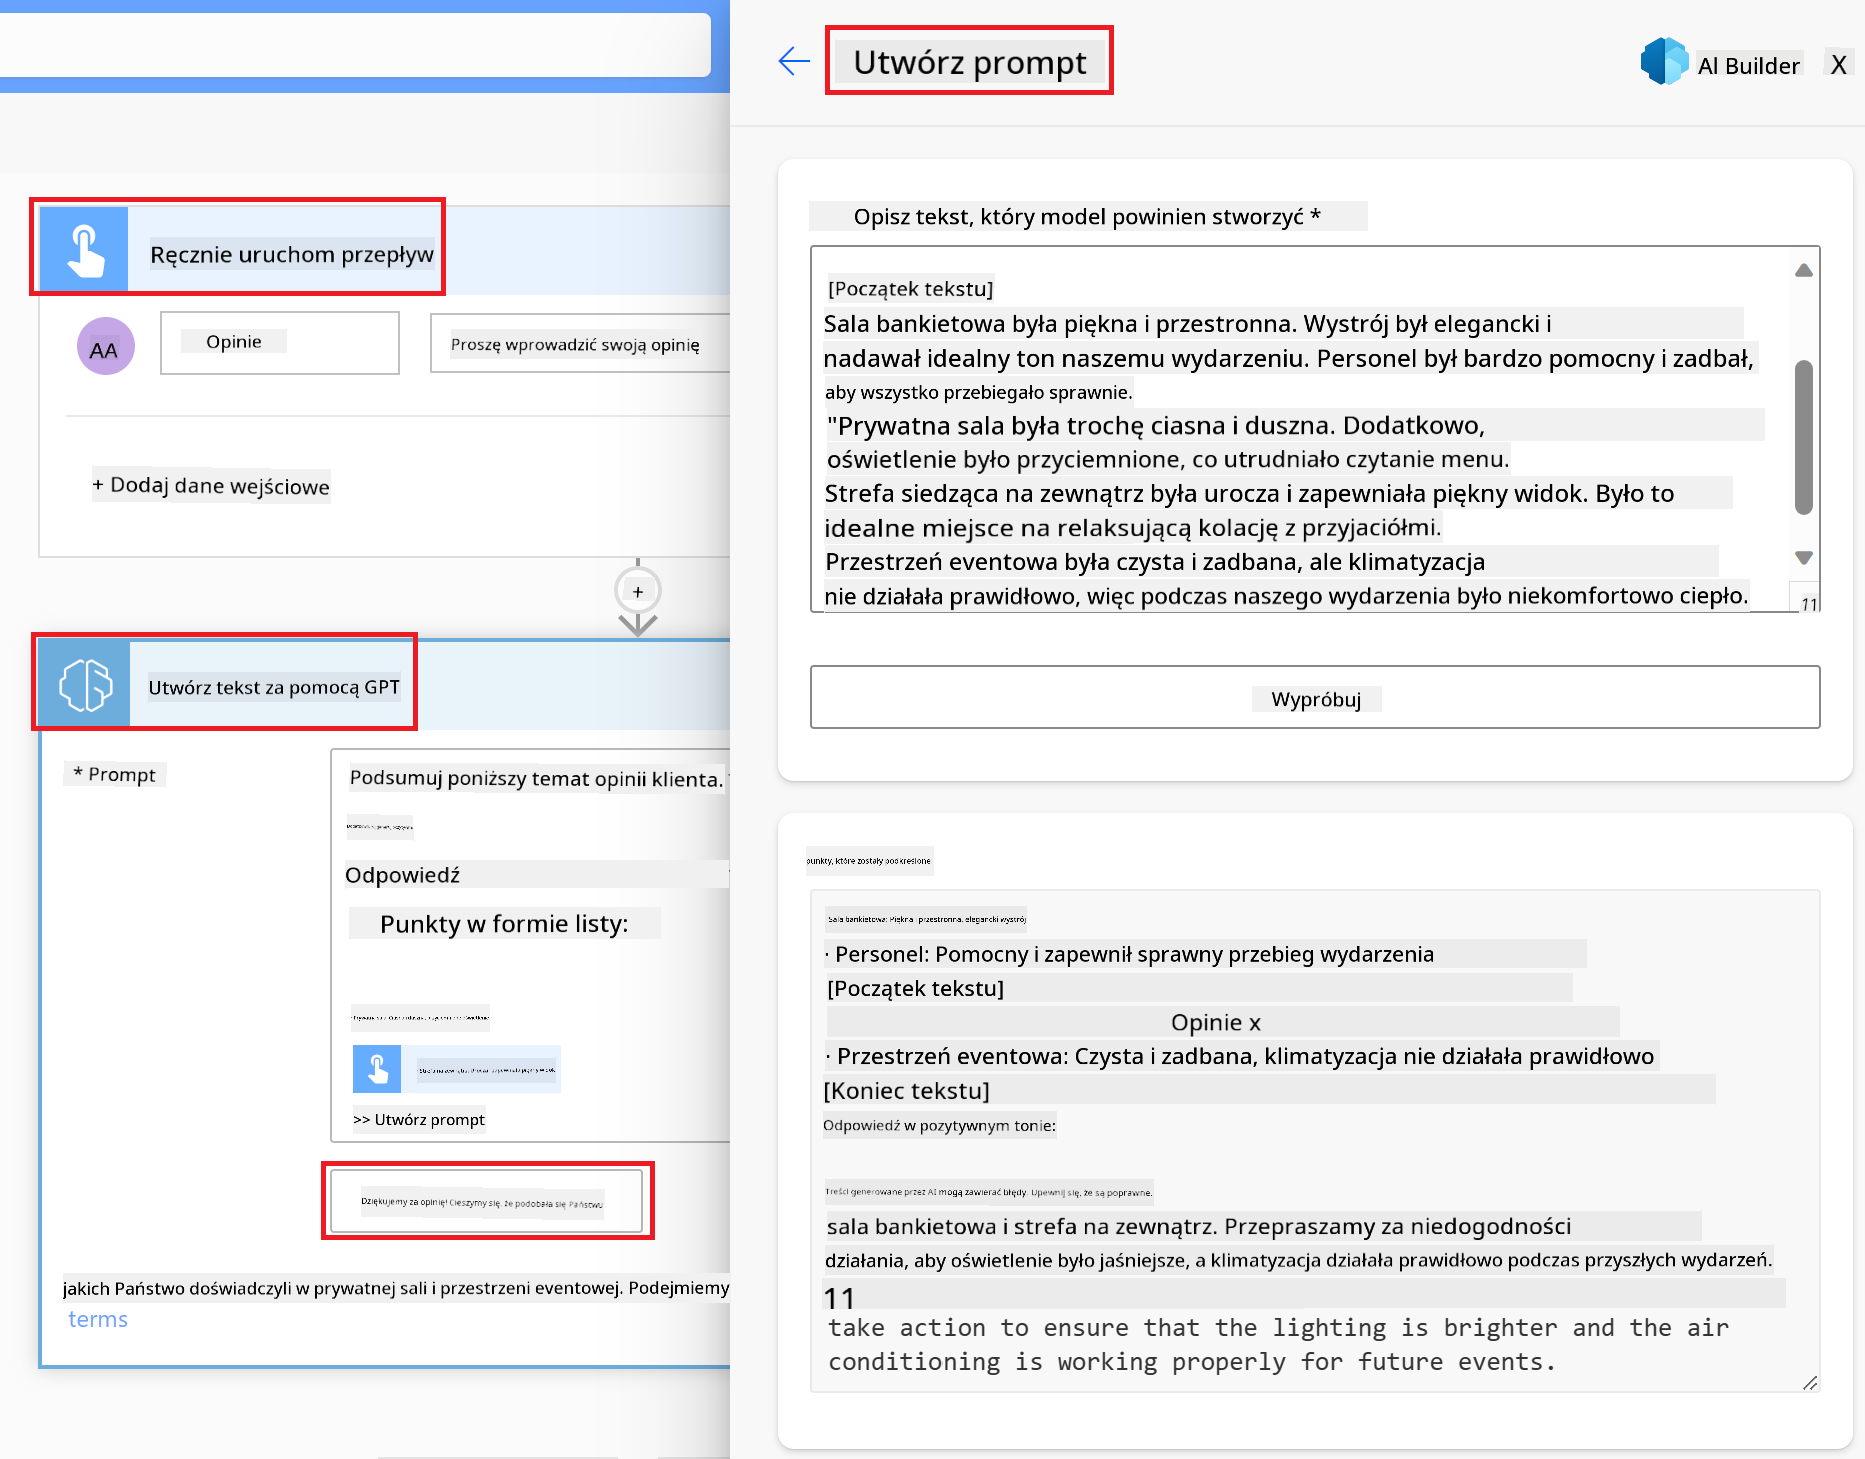 Ręcznie uruchom przepływ
AA
Opinie
Proszę wprowadzić swoją opinię
+ Dodaj dane wejściowe
+
Utwórz tekst za pomocą GPT
* Prompt
Podsumuj poniższy temat opinii klienta.
Odpowiedź
Punkty w formie listy:
>> Utwórz prompt
Dziękujemy za opinię! Cieszymy się, że podobała się Państwu
jakich Państwo doświadczyli w prywatnej sali i przestrzeni eventowej. Podejmiemy
terms
Utwórz prompt
AI Builder
X
Opisz tekst, który model powinien stworzyć *
[Początek tekstu]
Sala bankietowa była piękna i przestronna. Wystrój był elegancki i
nadawał idealny ton naszemu wydarzeniu. Personel był bardzo pomocny i zadbał,
aby wszystko przebiegało sprawnie.
"Prywatna sala była trochę ciasna i duszna. Dodatkowo,
oświetlenie było przyciemnione, co utrudniało czytanie menu.
Strefa siedząca na zewnątrz była urocza i zapewniała piękny widok. Było to
idealne miejsce na relaksującą kolację z przyjaciółmi.
Przestrzeń eventowa była czysta i zadbana, ale klimatyzacja
nie działała prawidłowo, więc podczas naszego wydarzenia było niekomfortowo ciepło.
11
Wypróbuj
punkty, które zostały podkreślone
Sala bankietowa: Piękna i przestronna, elegancki wystrój
· Personel: Pomocny i zapewnił sprawny przebieg wydarzenia
[Początek tekstu]
Opinie x
· Przestrzeń eventowa: Czysta i zadbana, klimatyzacja nie działała prawidłowo
[Koniec tekstu]
Odpowiedź w pozytywnym tonie:
Treści generowane przez AI mogą zawierać błędy. Upewnij się, że są poprawne.
sala bankietowa i strefa na zewnątrz. Przepraszamy za niedogodności
działania, aby oświetlenie było jaśniejsze, a klimatyzacja działała prawidłowo podczas przyszłych wydarzeń.
11
take action to ensure that the lighting is brighter and the air
conditioning is working properly for future events.